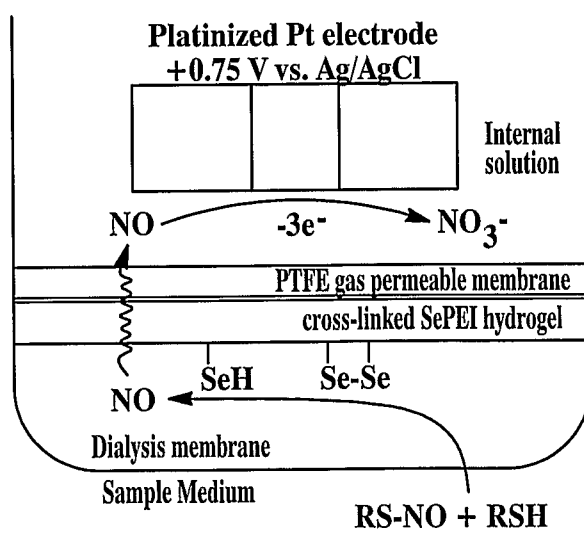 Platinized Pt electrode
+0.75 V vs. Ag/AgCl
Internal
solution
NO
-3e⁻
NO₃⁻
PTFE gas permeable membrane
cross-linked SePEI hydrogel
SeH
Se-Se
NO
Dialysis membrane
Sample Medium
RS-NO + RSH